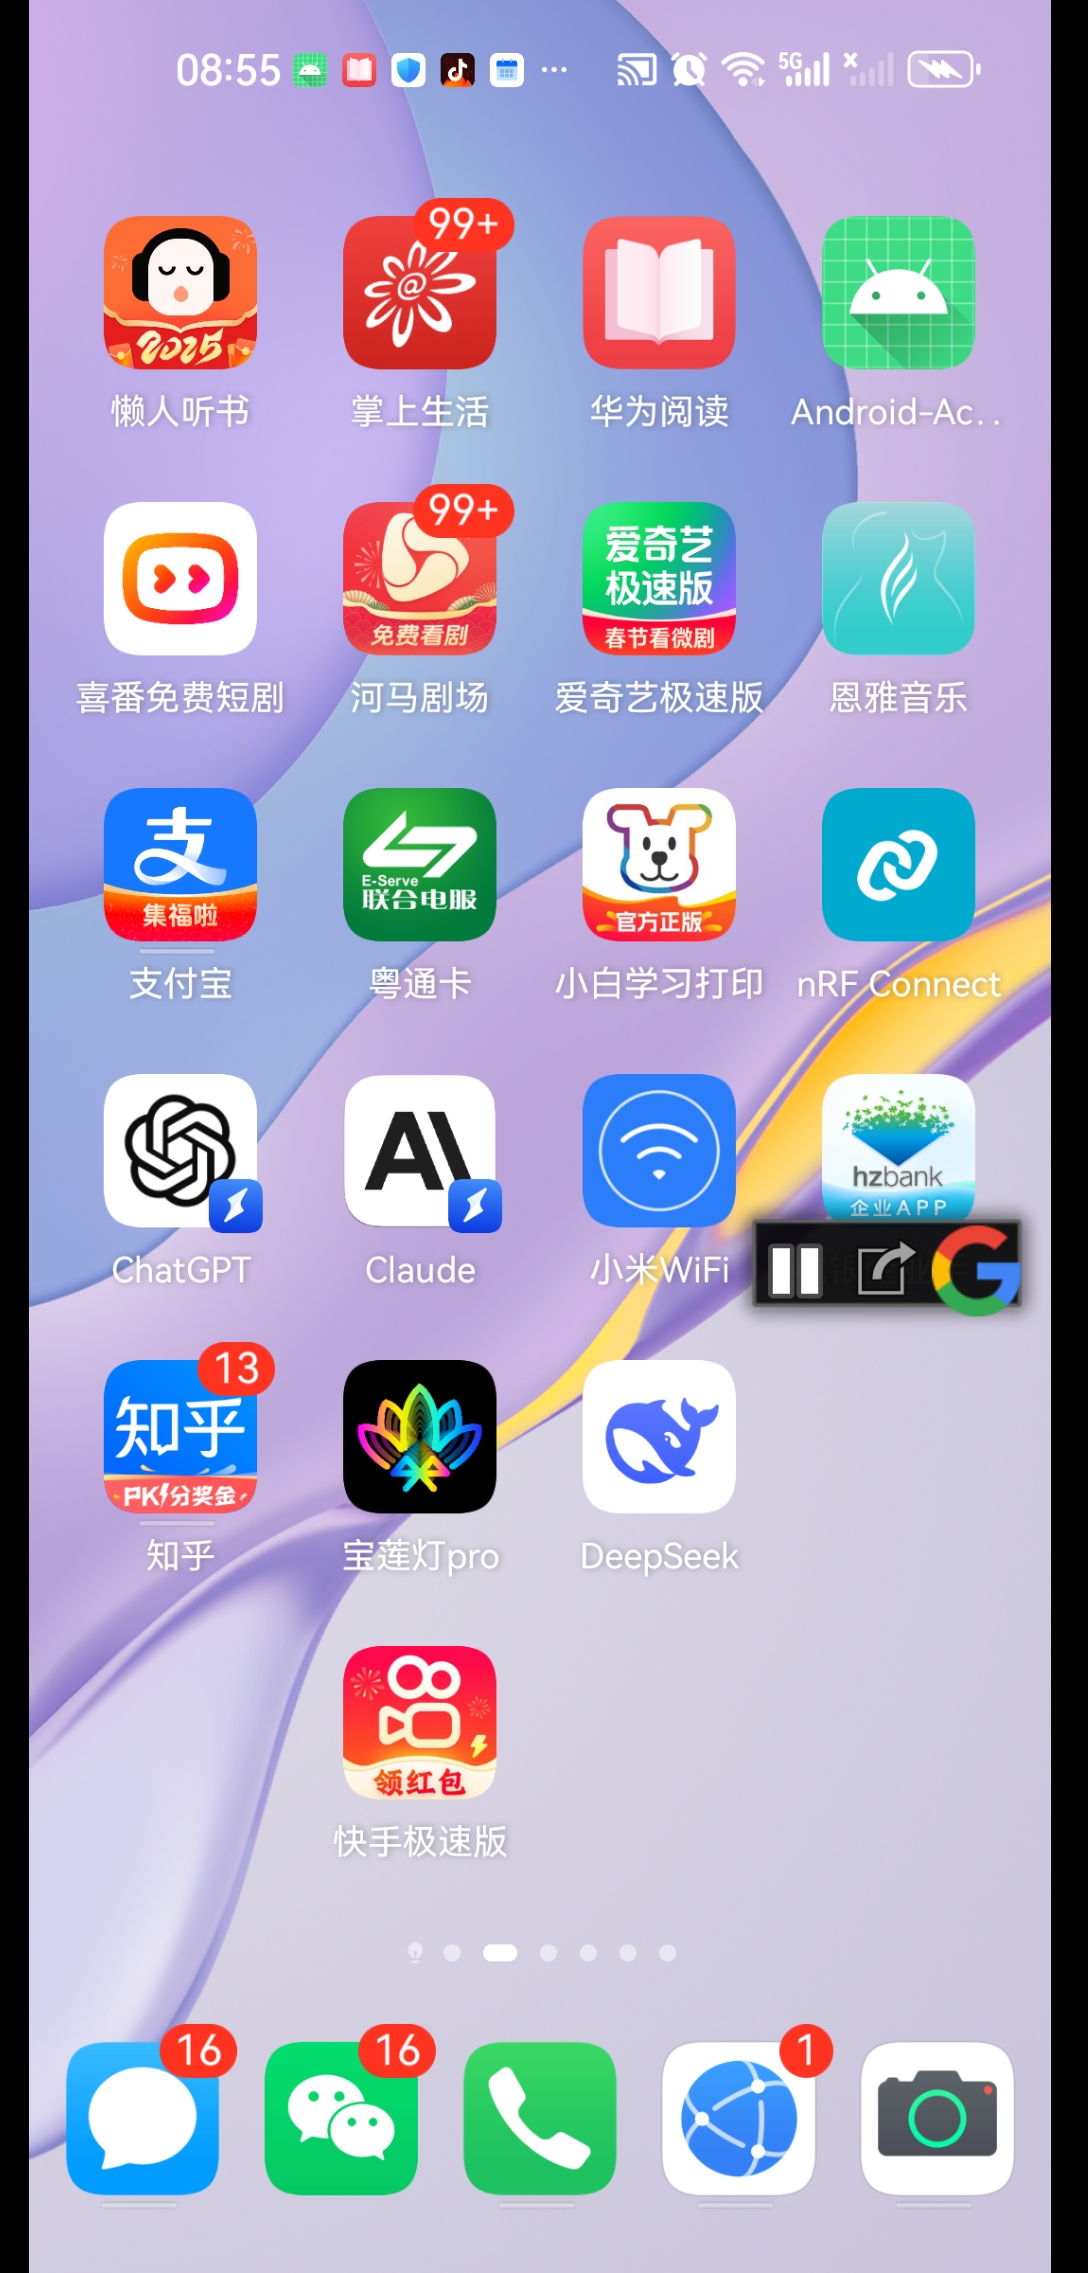 08:55
5G
2025
99+
懒人听书
掌上生活
华为阅读
Android-Ac..
99+
免费看剧
爱奇艺
极速版
春节看微剧
喜番免费短剧
河马剧场
爱奇艺极速版
恩雅音乐
支
集福啦
E-Serve
联合电服
官方正版
支付宝
粤通卡
小白学习打印
nRF Connect
hzbank
企业APP
ChatGPT
Claude
小米WiFi
13
知乎
PK分奖金
知乎
宝莲灯pro
DeepSeek
领红包
快手极速版
16
16
1